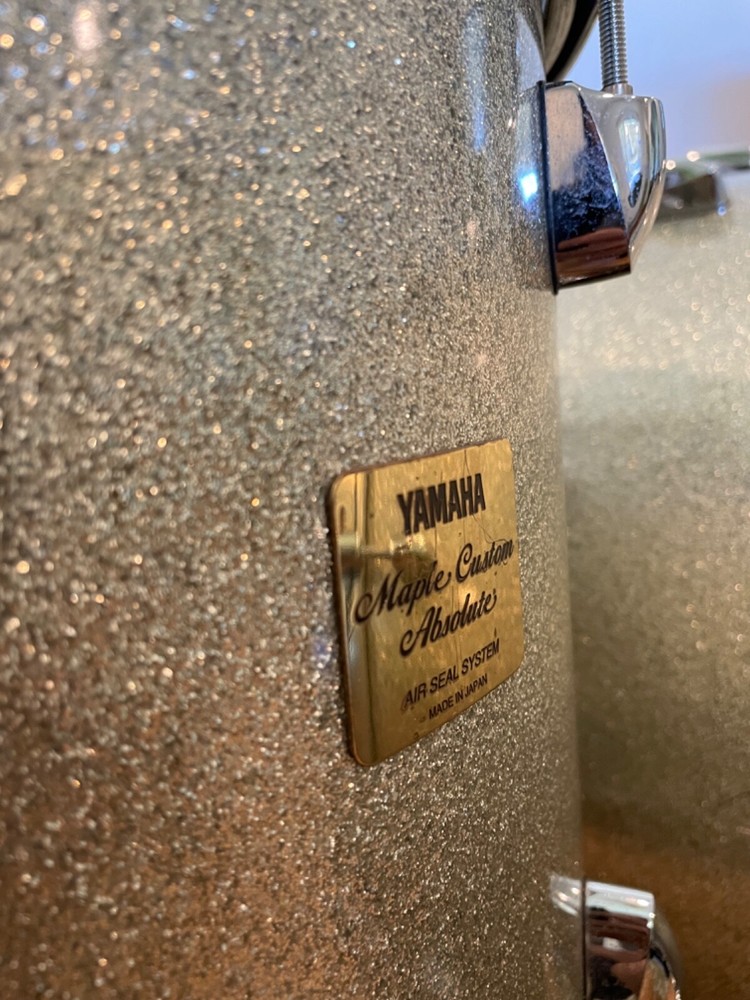 YAMAHA
Maple Custom
Absolute
AIR SEAL SYSTEM
MADE IN JAPAN